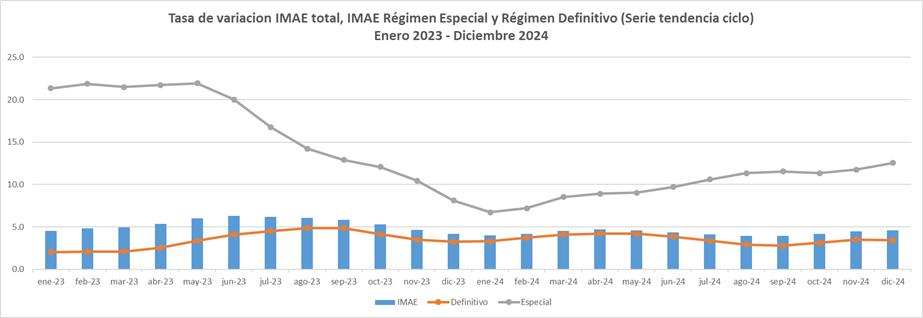 Tasa de variacion IMAE total, IMAE Régimen Especial y Régimen Definitivo (Serie tendencia ciclo)
Enero 2023 - Diciembre 2024
25.0
20.0
15.0
10.0
5.0
0.0
ene-23 feb-23 mar-23 abr-23 may-23 jun-23 jul-23 ago-23 sep-23 oct-23 nov-23 dic-23 ene-24 feb-24 mar-24 abr-24 may-24 jun-24 jul-24 ago-24 sep-24 oct-24 nov-24 dic-24
IMAE Definitivo Especial